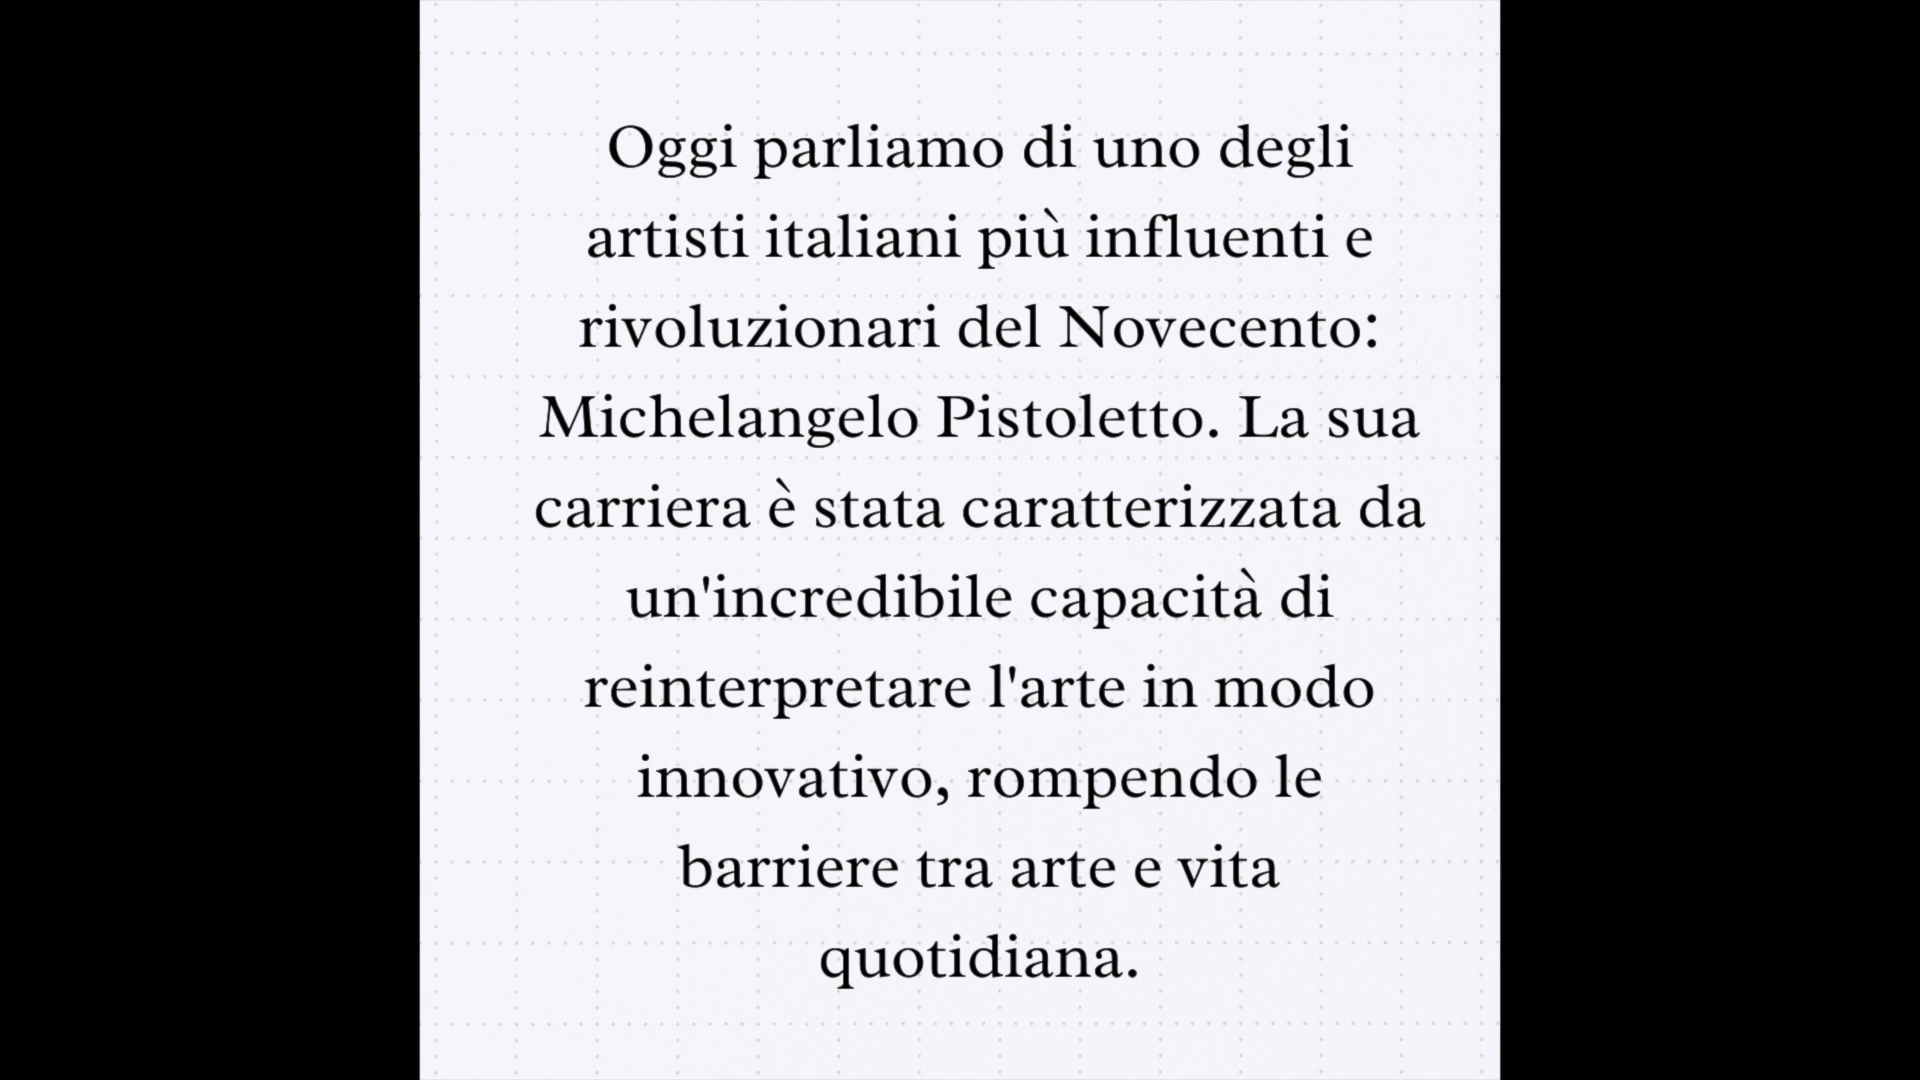 Oggi parliamo di uno degli
artisti italiani più influenti e
rivoluzionari del Novecento:
Michelangelo Pistoletto. La sua
carriera è stata caratterizzata da
un'incredibile capacità di
reinterpretare l'arte in modo
innovativo, rompendo le
barriere tra arte e vita
quotidiana.